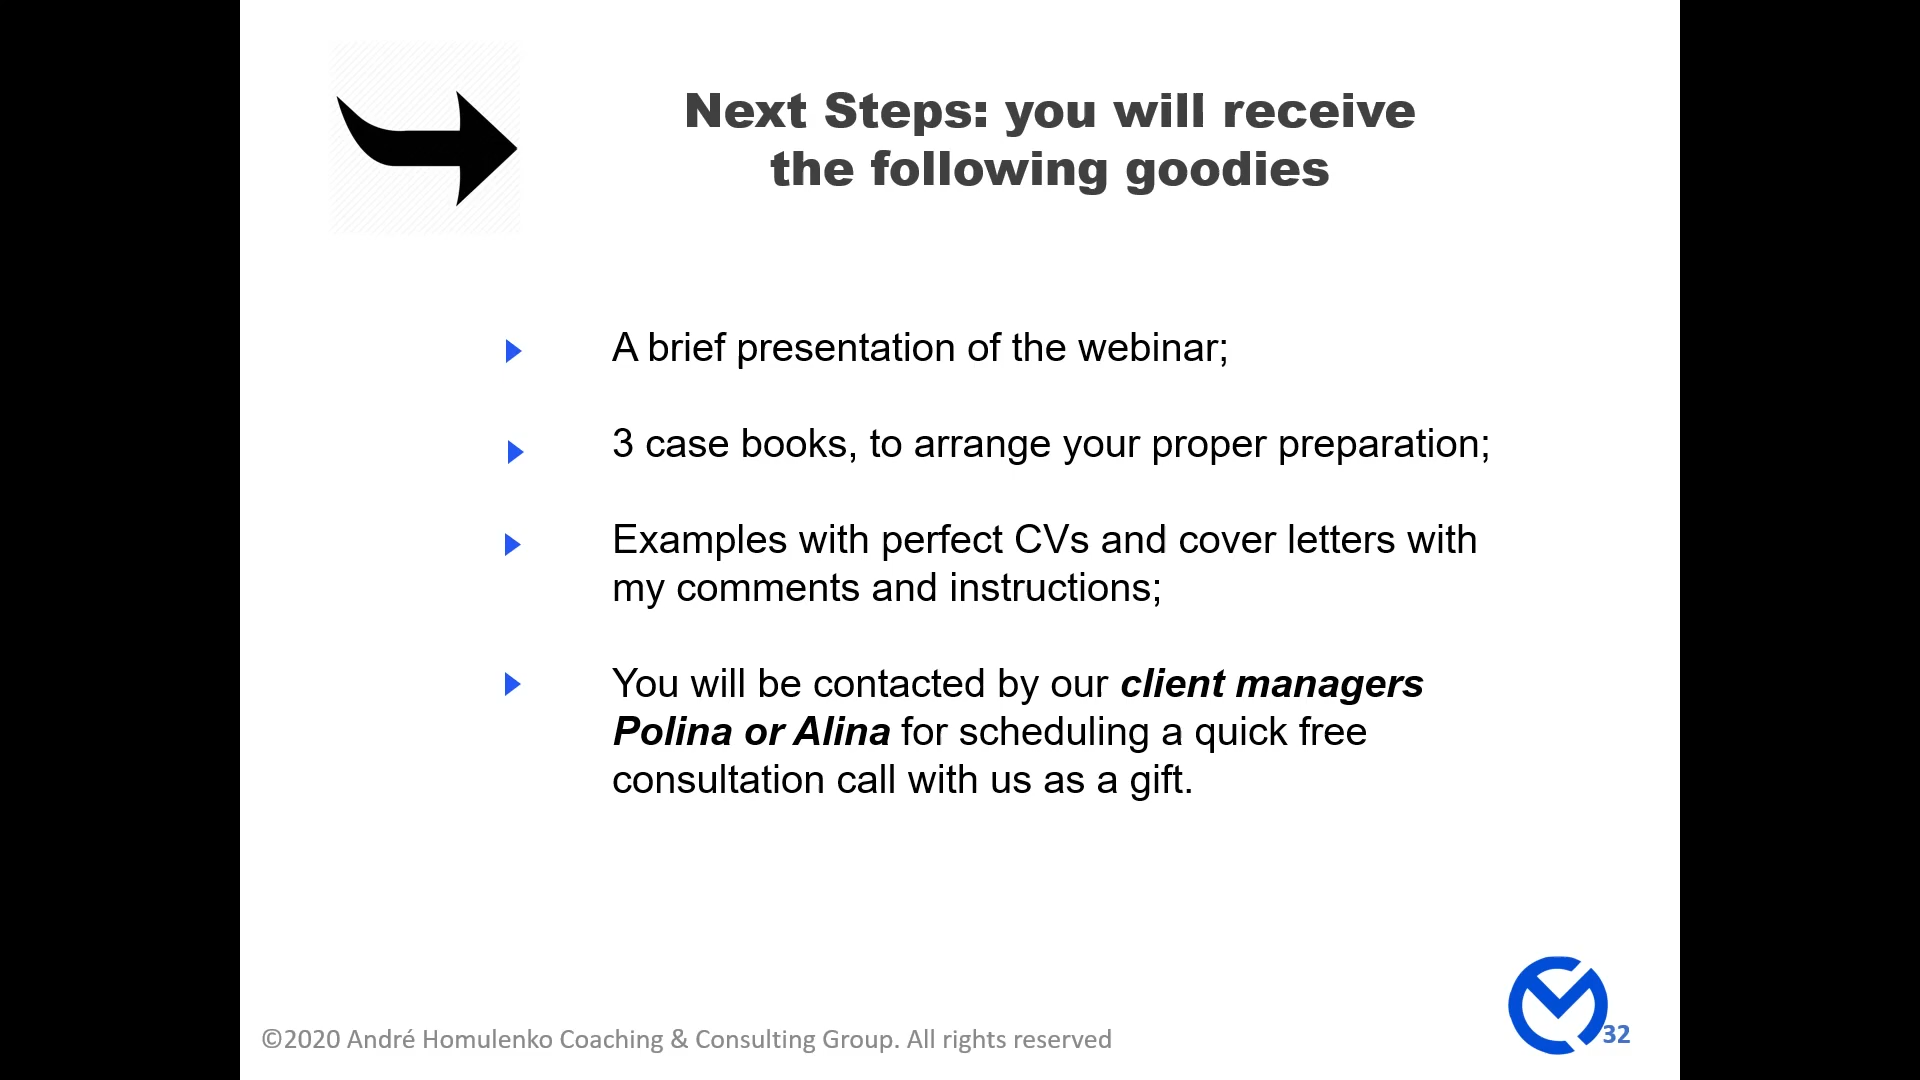 Next Steps: you will receive
the following goodies
A brief presentation of the webinar;
3 case books, to arrange your proper preparation;
Examples with perfect CVs and cover letters with
my comments and instructions;
You will be contacted by our client managers
Polina or Alina for scheduling a quick free
consultation call with us as a gift.
©2020 André Homulenko Coaching & Consulting Group. All rights reserved
32